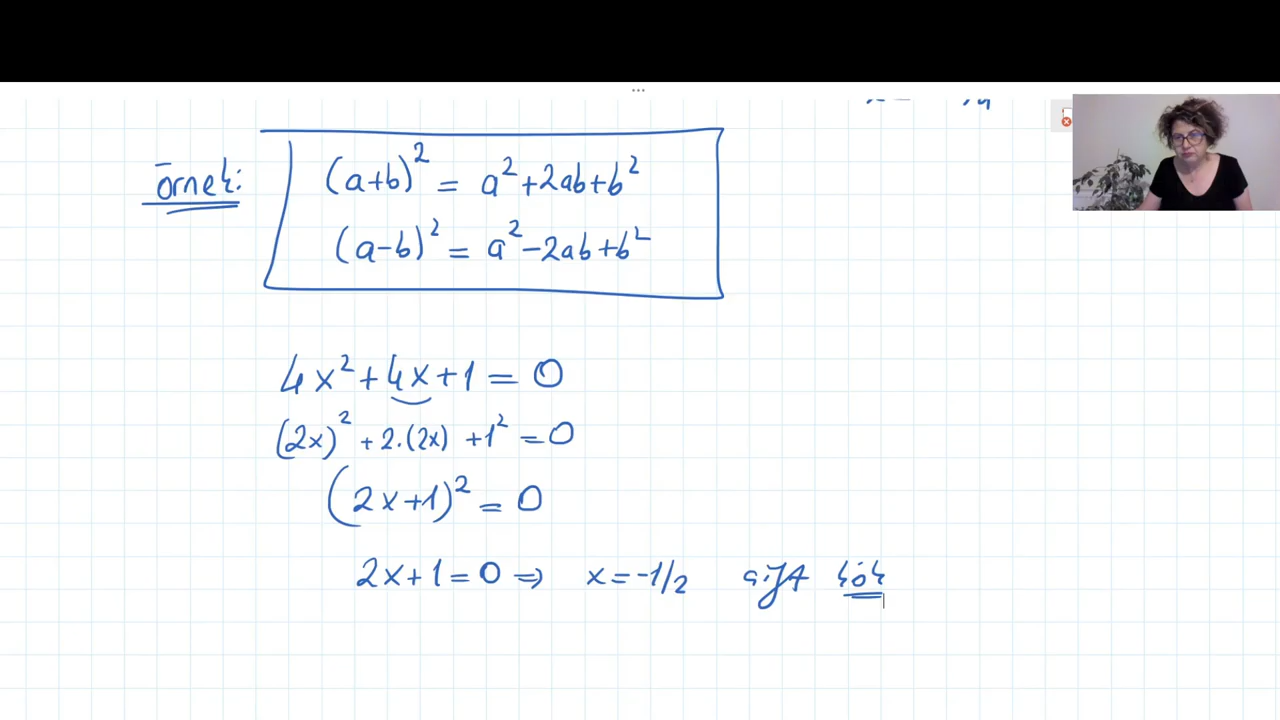 örnek:
(a+b)² = a²+2ab+b²
(a-b)² = a²-2ab+b²
4x²+4x+1=0
(2x)²+2.(2x)+1²=0
(2x+1)²=0
2x+1=0 ⇒ x=-1/2 çift kök